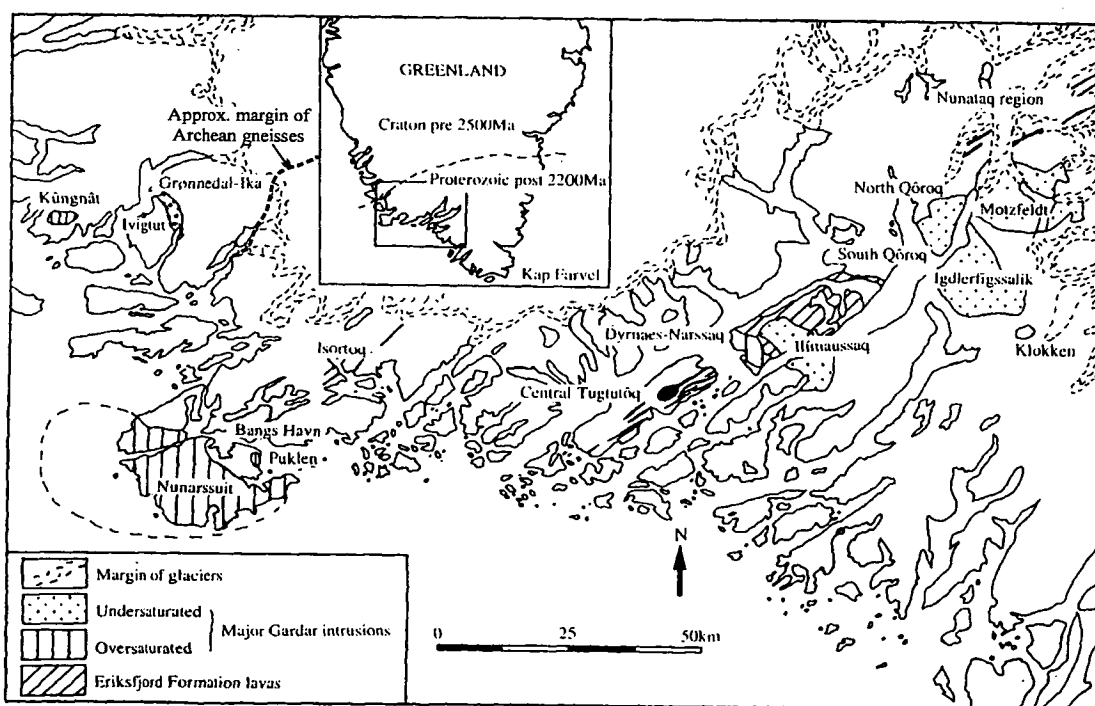 GREENLAND
Craton pre 2500Ma
Proterozoic post 2200Ma
Kap Farvel
Approx. margin of
Archean gneisses
Nunataq region
Grønnedal-Ika
Kûngnât
Ivigtut
North Qôroq
Motzfeldt
South Qôroq
Igdlerfigssalik
Dyrnaes-Narssaq
Ilímaussaq
Klokken
Isortoq
Central Tugtutôq
Bangs Havn
Puklen
Nunarssuit
N
Margin of glaciers
Undersaturated
Major Gardar intrusions
Oversaturated
Eriksfjord Formation lavas
0 25 50km